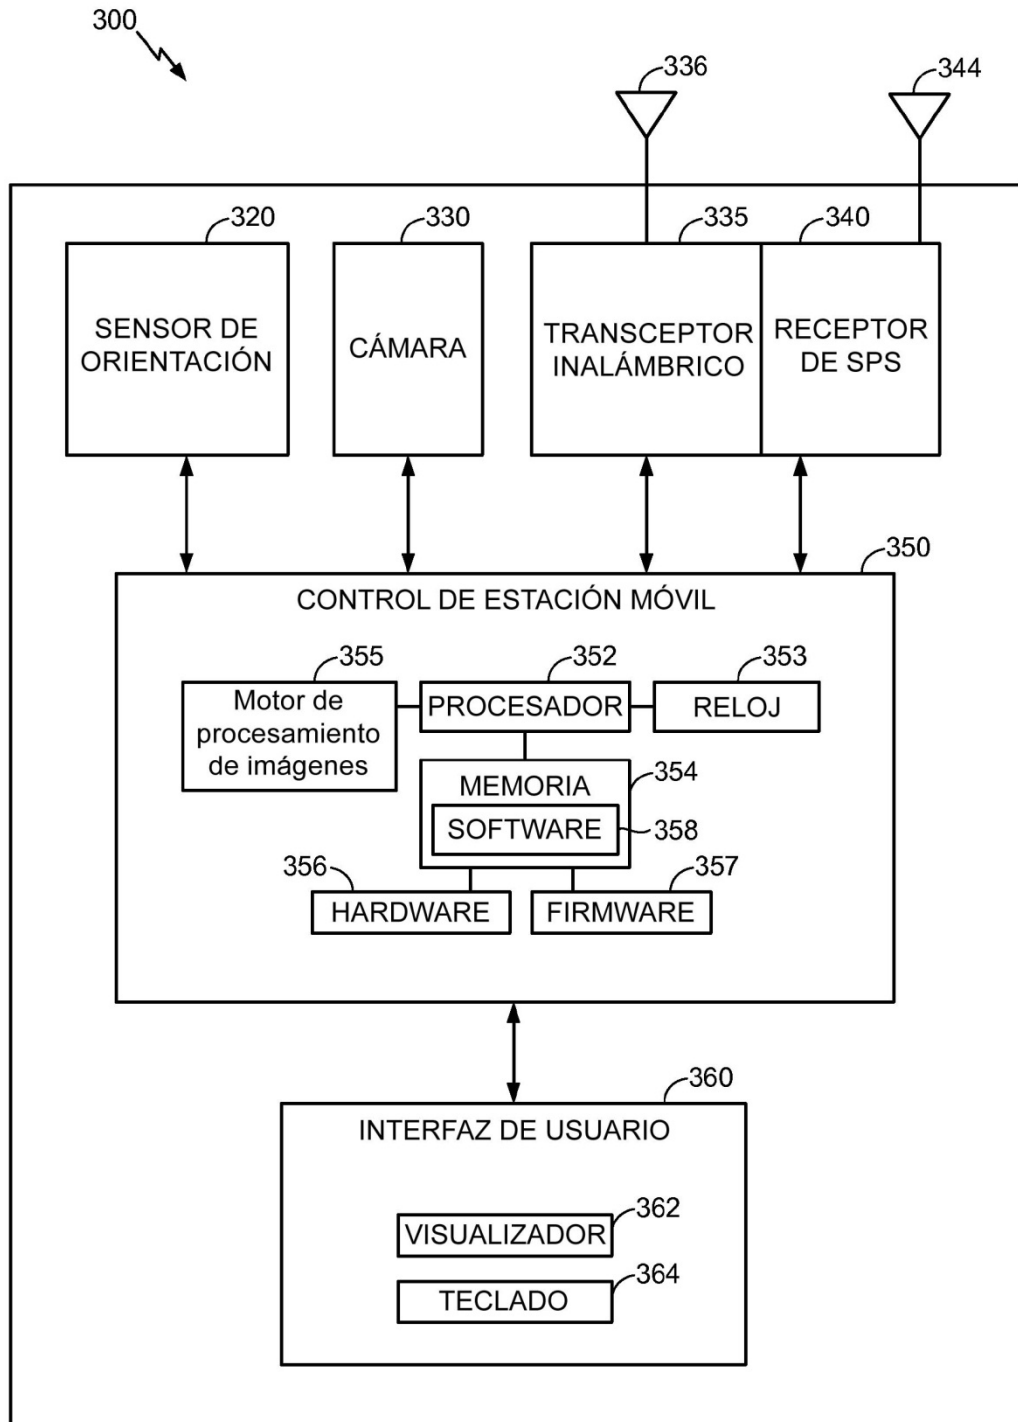 300
336
344
320
330
335
340
SENSOR DE
ORIENTACIÓN
CÁMARA
TRANSCEPTOR
INALÁMBRICO
RECEPTOR
DE SPS
350
CONTROL DE ESTACIÓN MÓVIL
355
352
353
Motor de
procesamiento
de imágenes
PROCESADOR
RELOJ
354
MEMORIA
SOFTWARE
358
356
357
HARDWARE
FIRMWARE
360
INTERFAZ DE USUARIO
362
VISUALIZADOR
364
TECLADO